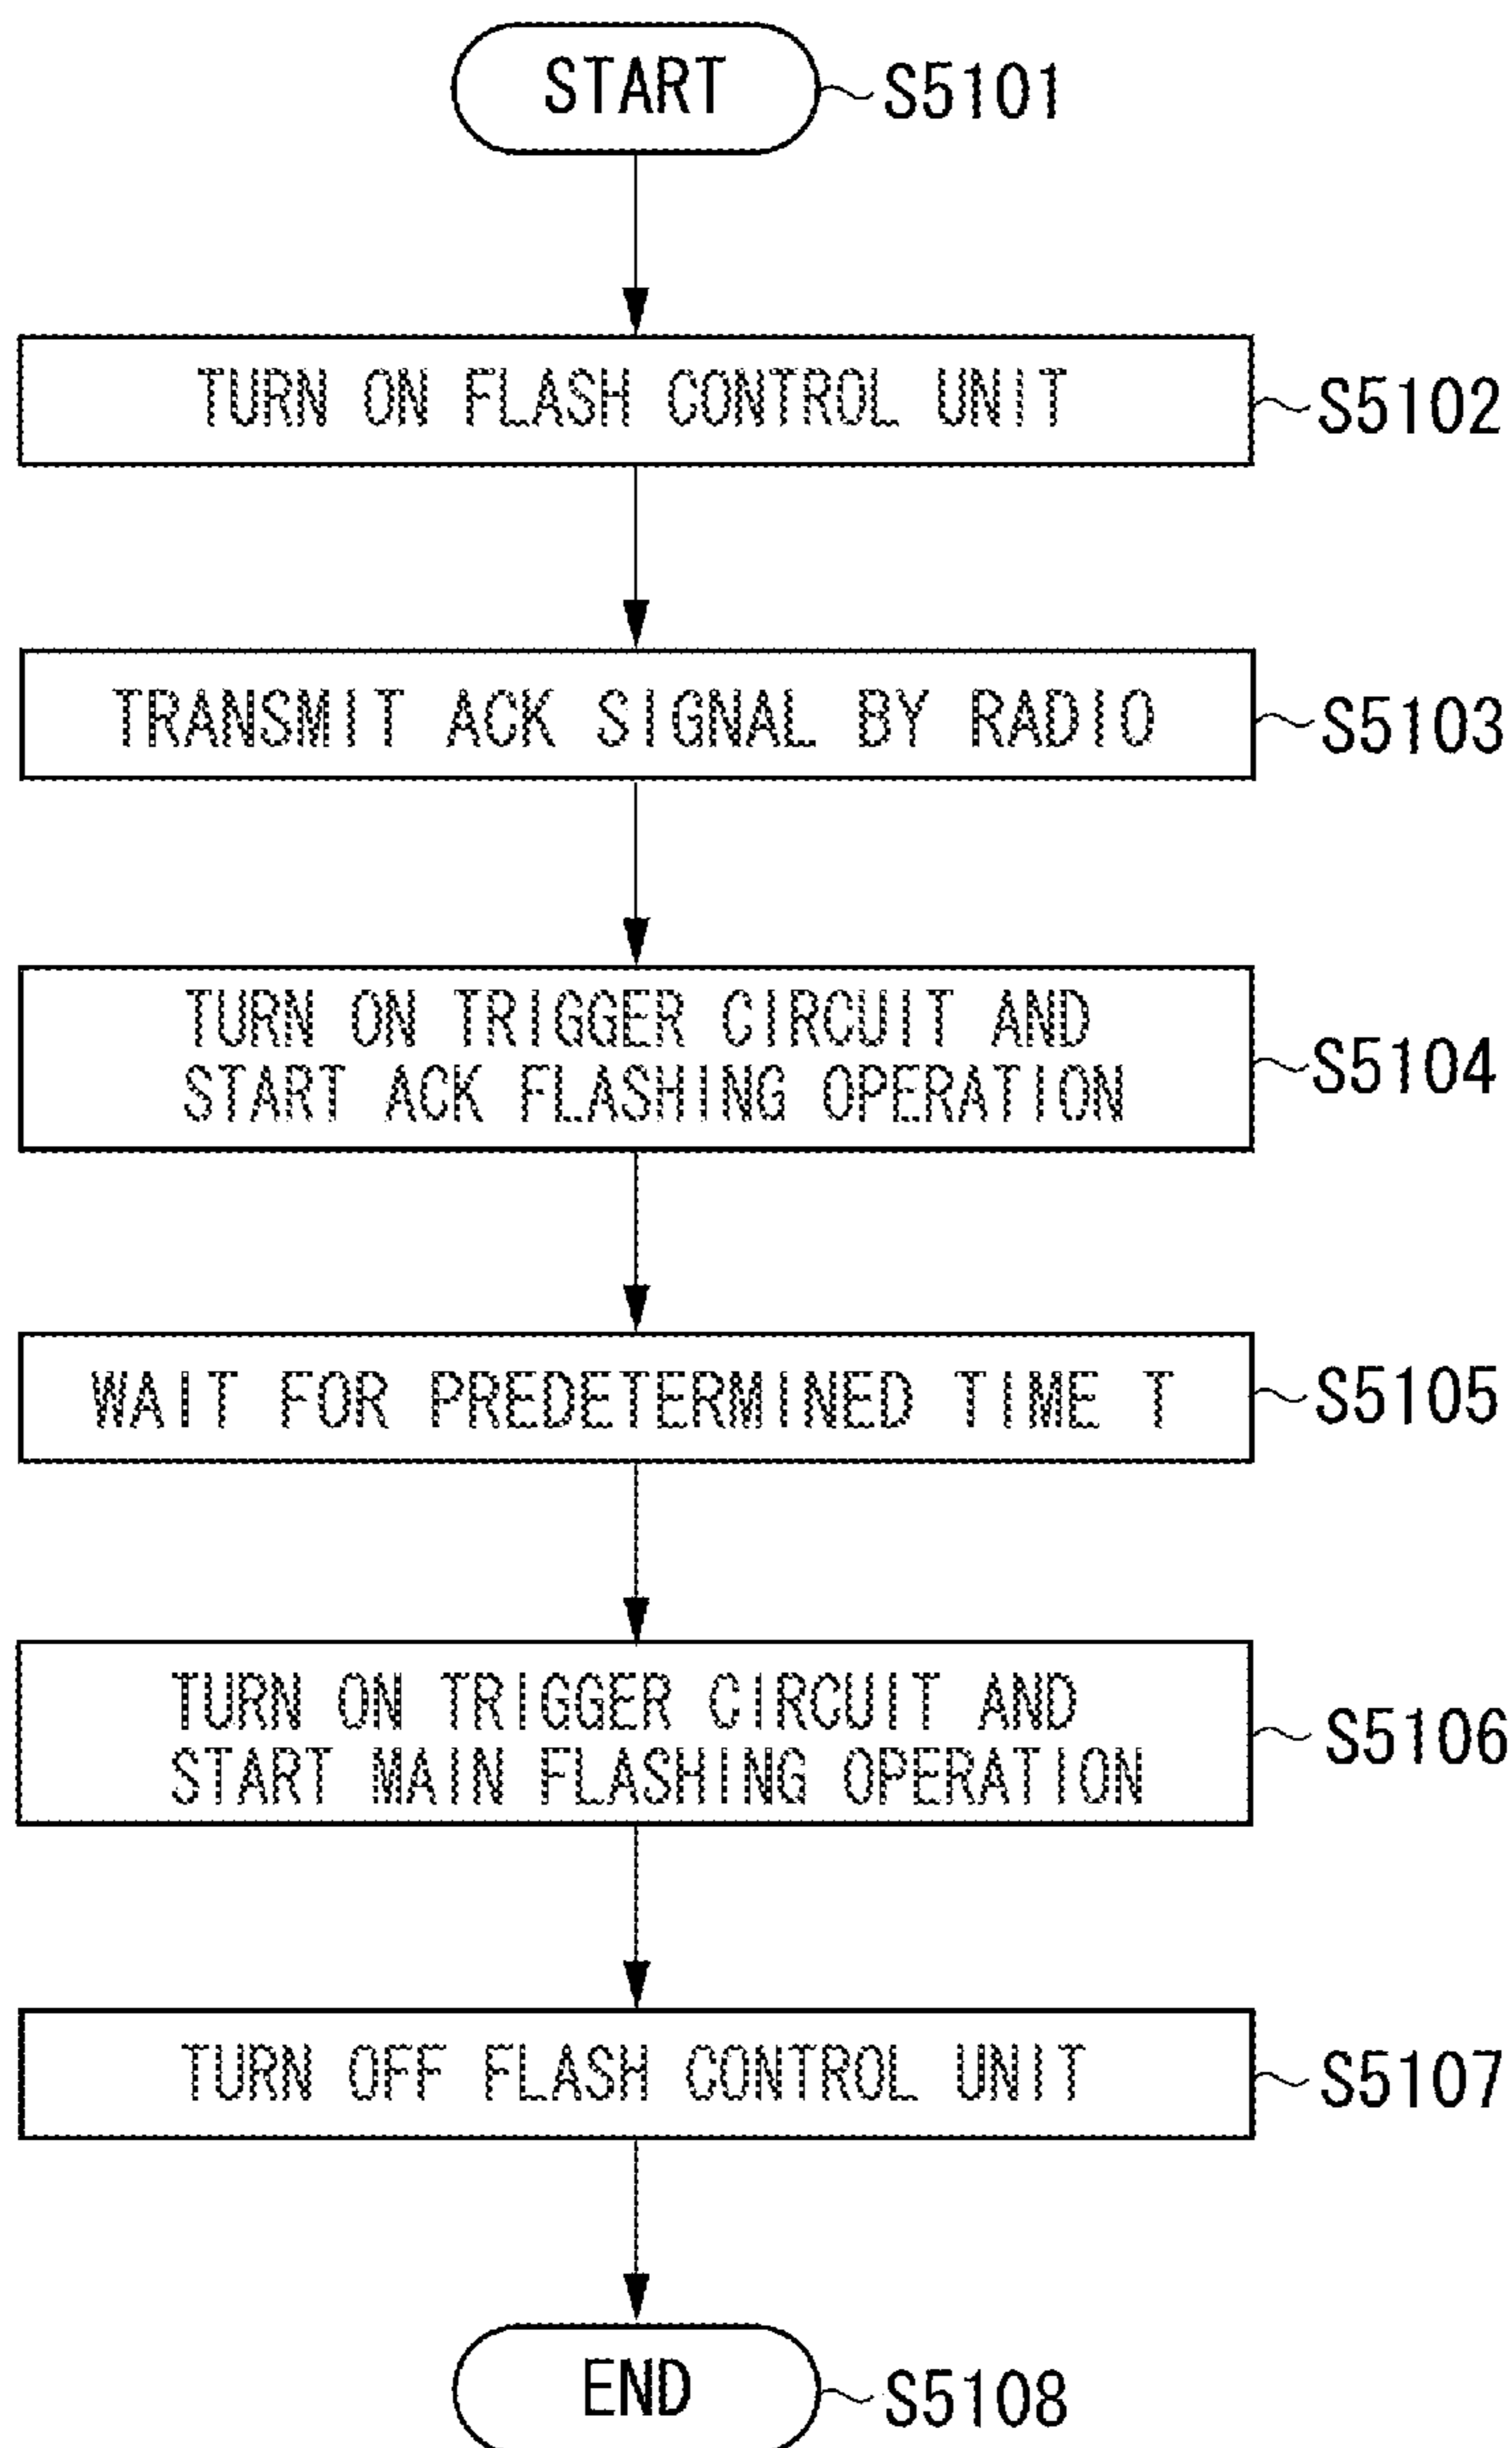 START
S5101
TURN ON FLASH CONTROL UNIT
S5102
TRANSMIT ACK SIGNAL BY RADIO
S5103
TURN ON TRIGGER CIRCUIT AND
START ACK FLASHING OPERATION
S5104
WAIT FOR PREDETERMINED TIME T
S5105
TURN ON TRIGGER CIRCUIT AND
START MAIN FLASHING OPERATION
S5106
TURN OFF FLASH CONTROL UNIT
S5107
END
S5108